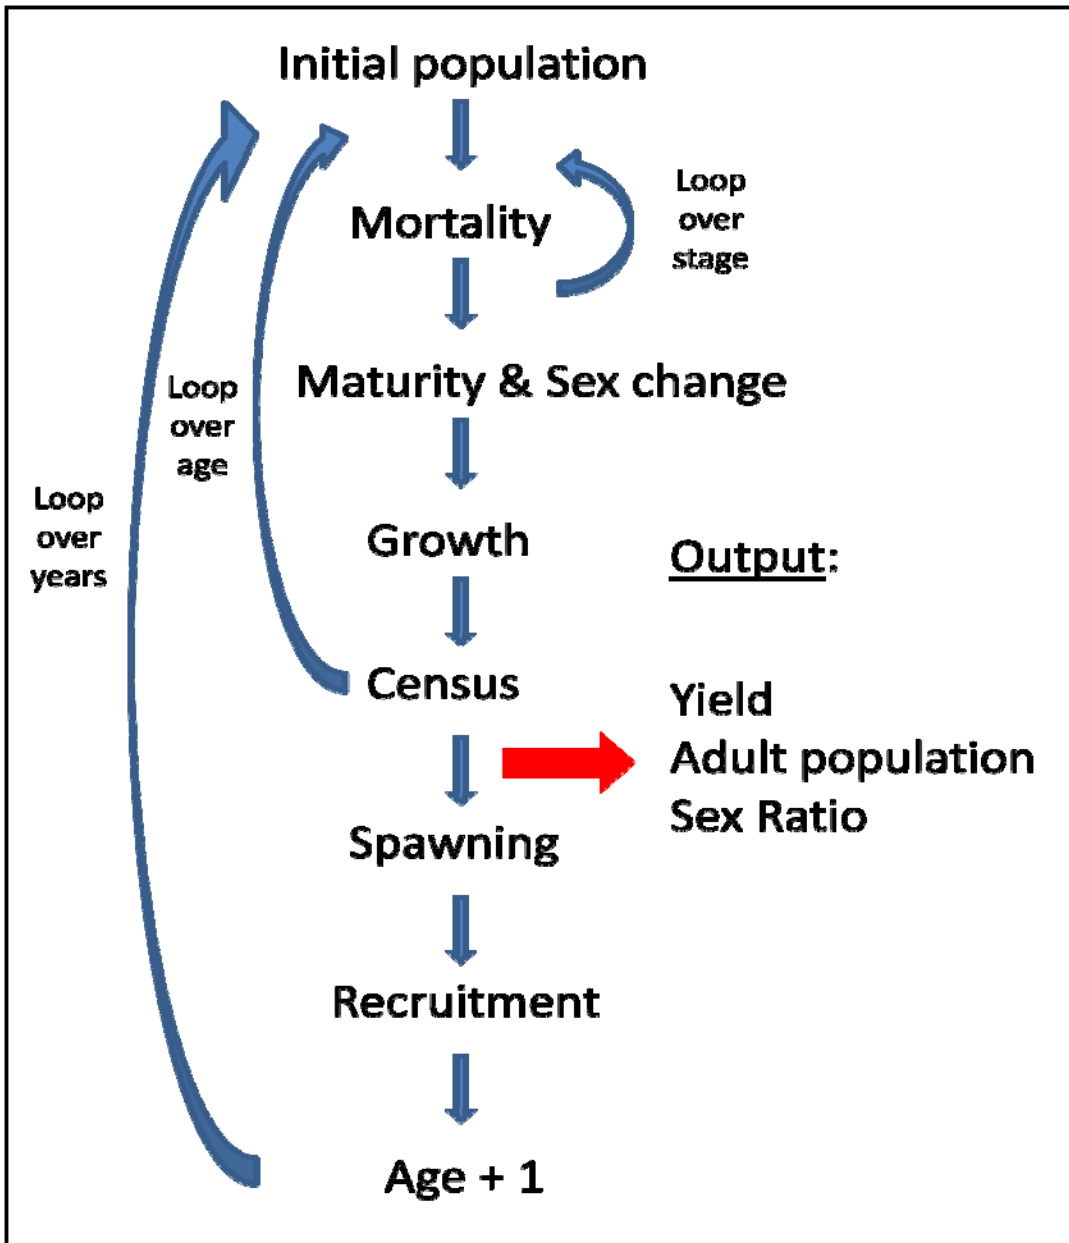 Initial population
Mortality
Loop
over
stage
Maturity & Sex change
Loop
over
age
Loop
over
years
Growth
Output:
Census
Yield
Adult population
Sex Ratio
Spawning
Recruitment
Age + 1